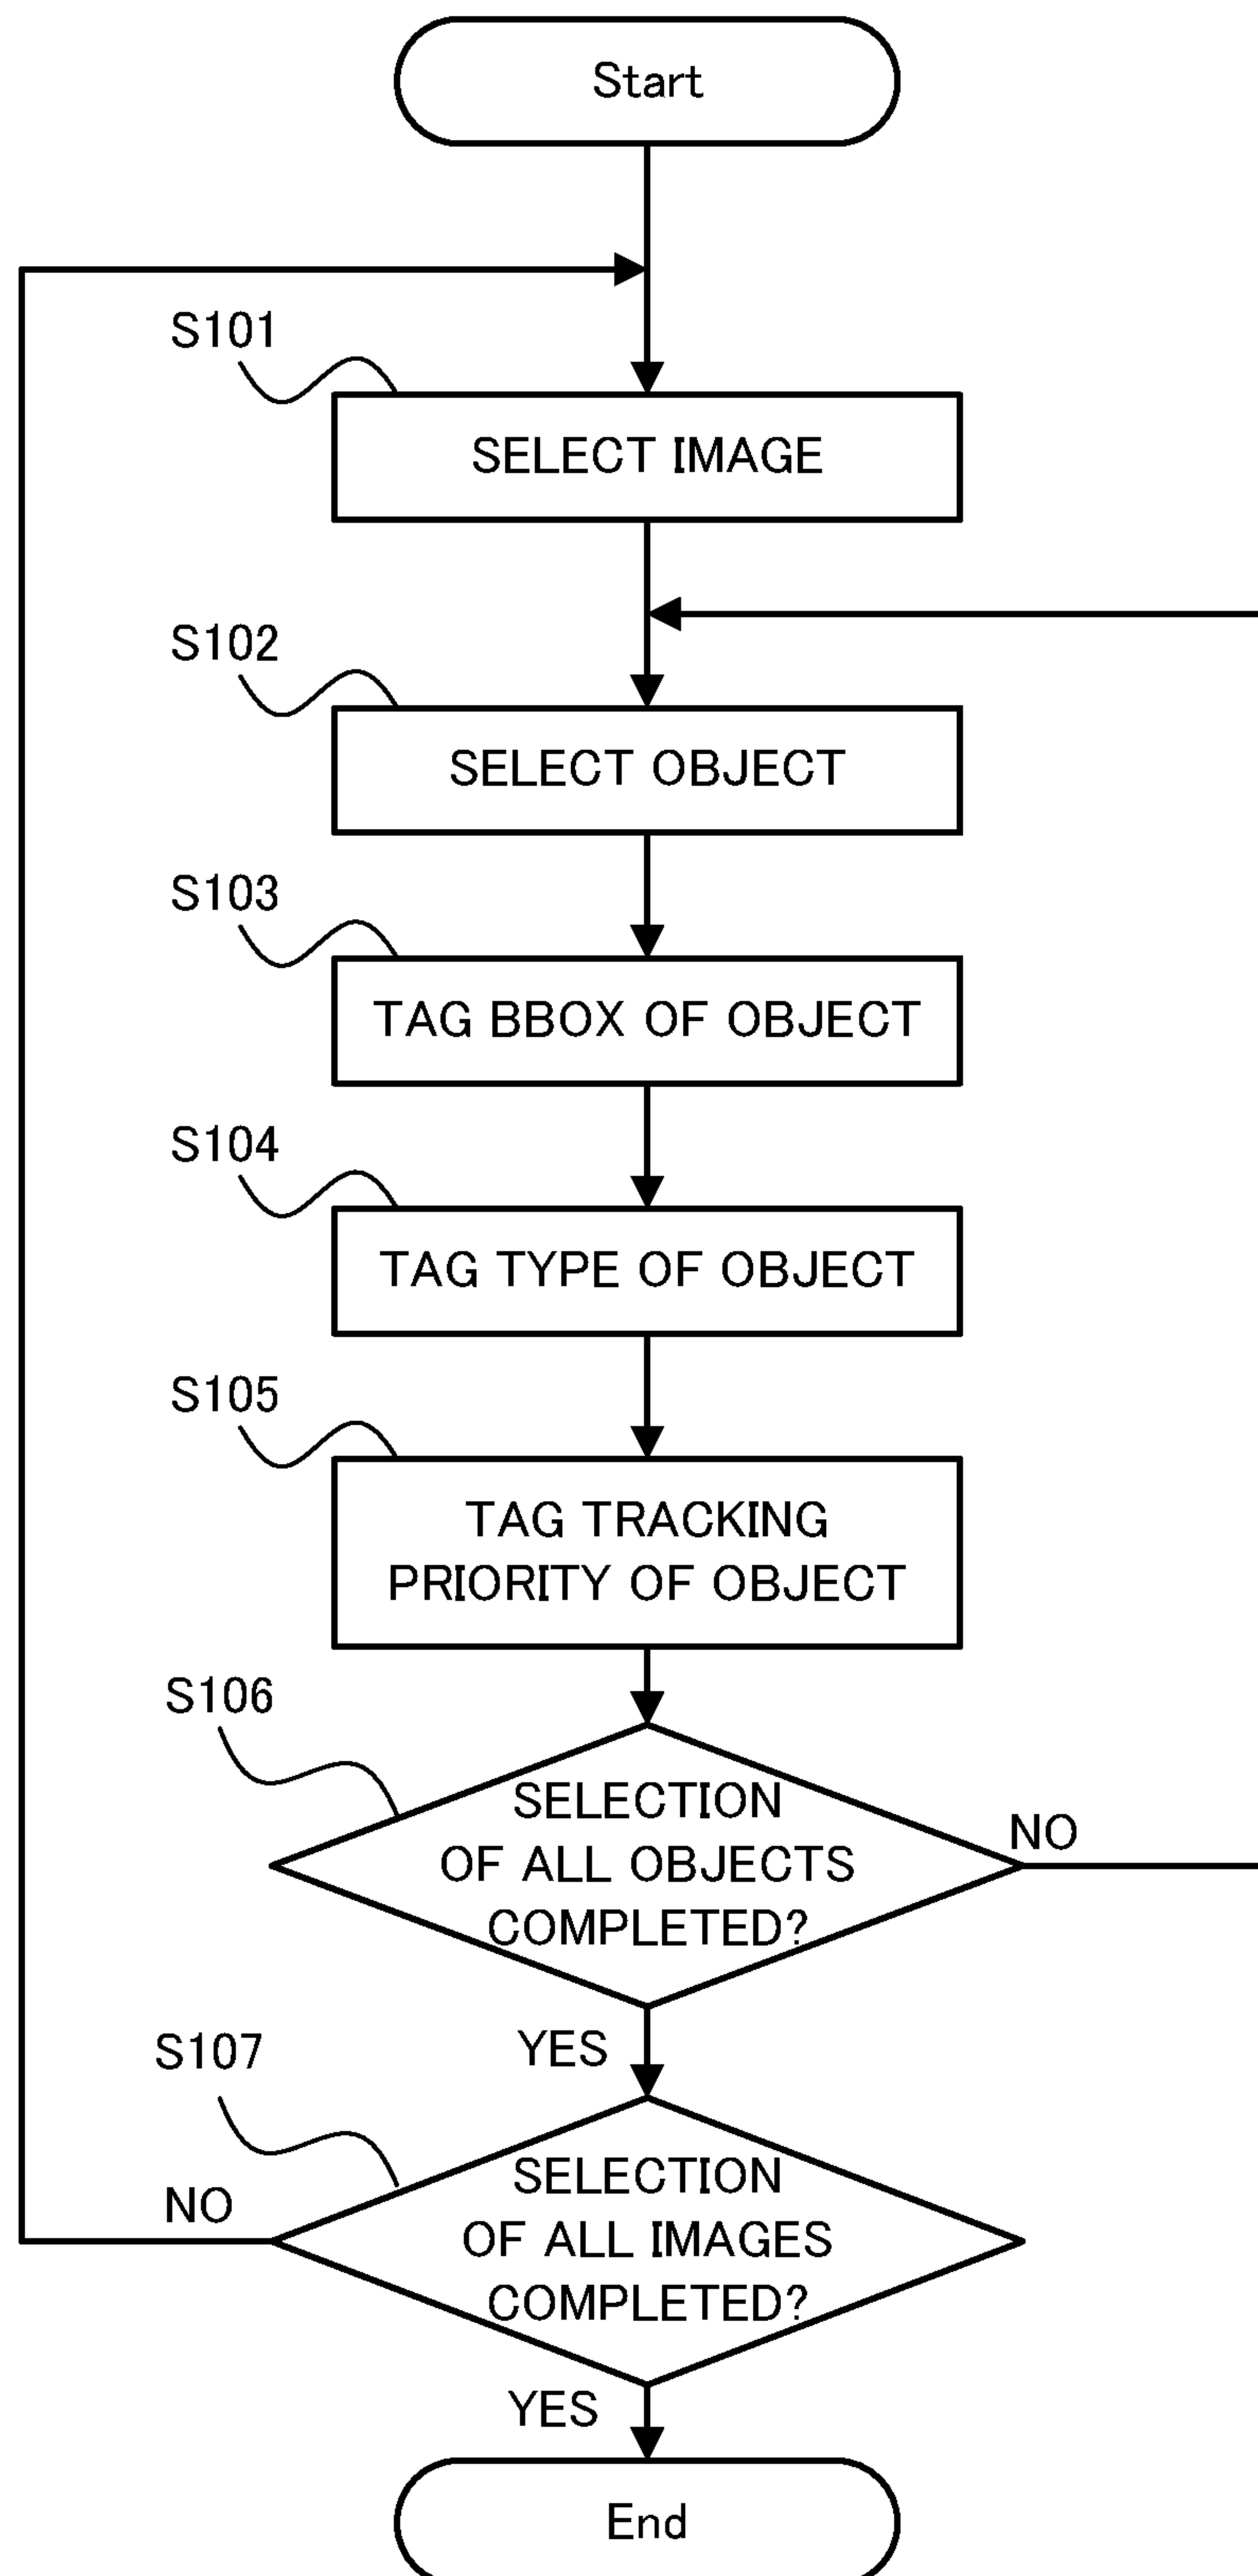 Start
S101
SELECT IMAGE
S102
SELECT OBJECT
S103
TAG BBOX OF OBJECT
S104
TAG TYPE OF OBJECT
S105
TAG TRACKING
PRIORITY OF OBJECT
S106
SELECTION
OF ALL OBJECTS
COMPLETED?
NO
YES
S107
SELECTION
OF ALL IMAGES
COMPLETED?
NO
YES
End